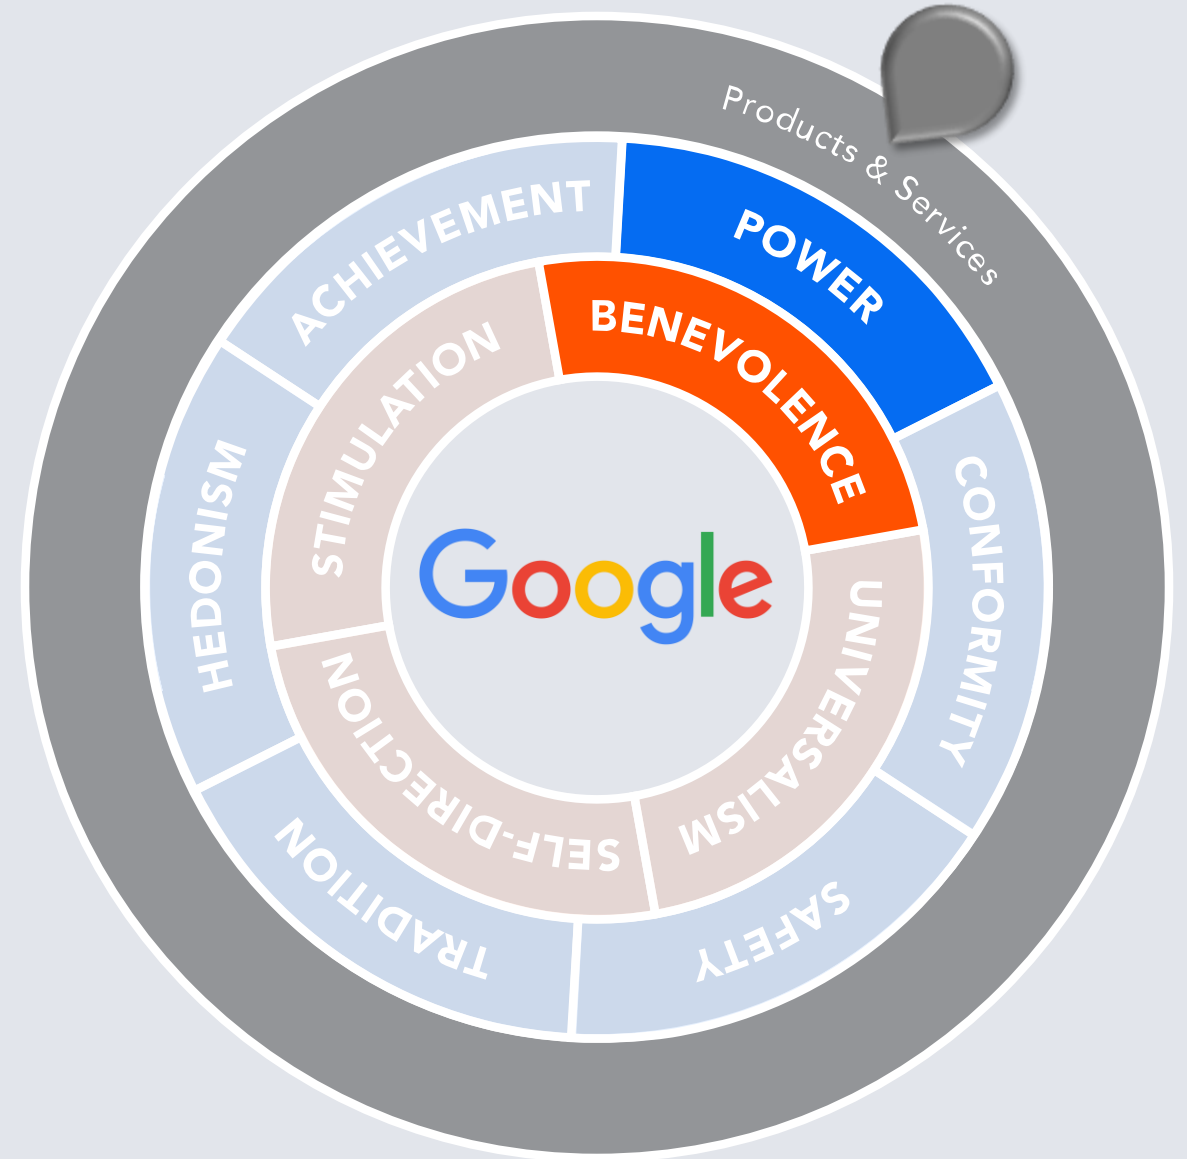 Products & Services
ACHIEVEMENT
POWER
STIMULATION
BENEVOLENCE
HEDONISM
CONFORMITY
Google
SELF-DIRECTION
UNIVERSALISM
TRADITION
SAFETY